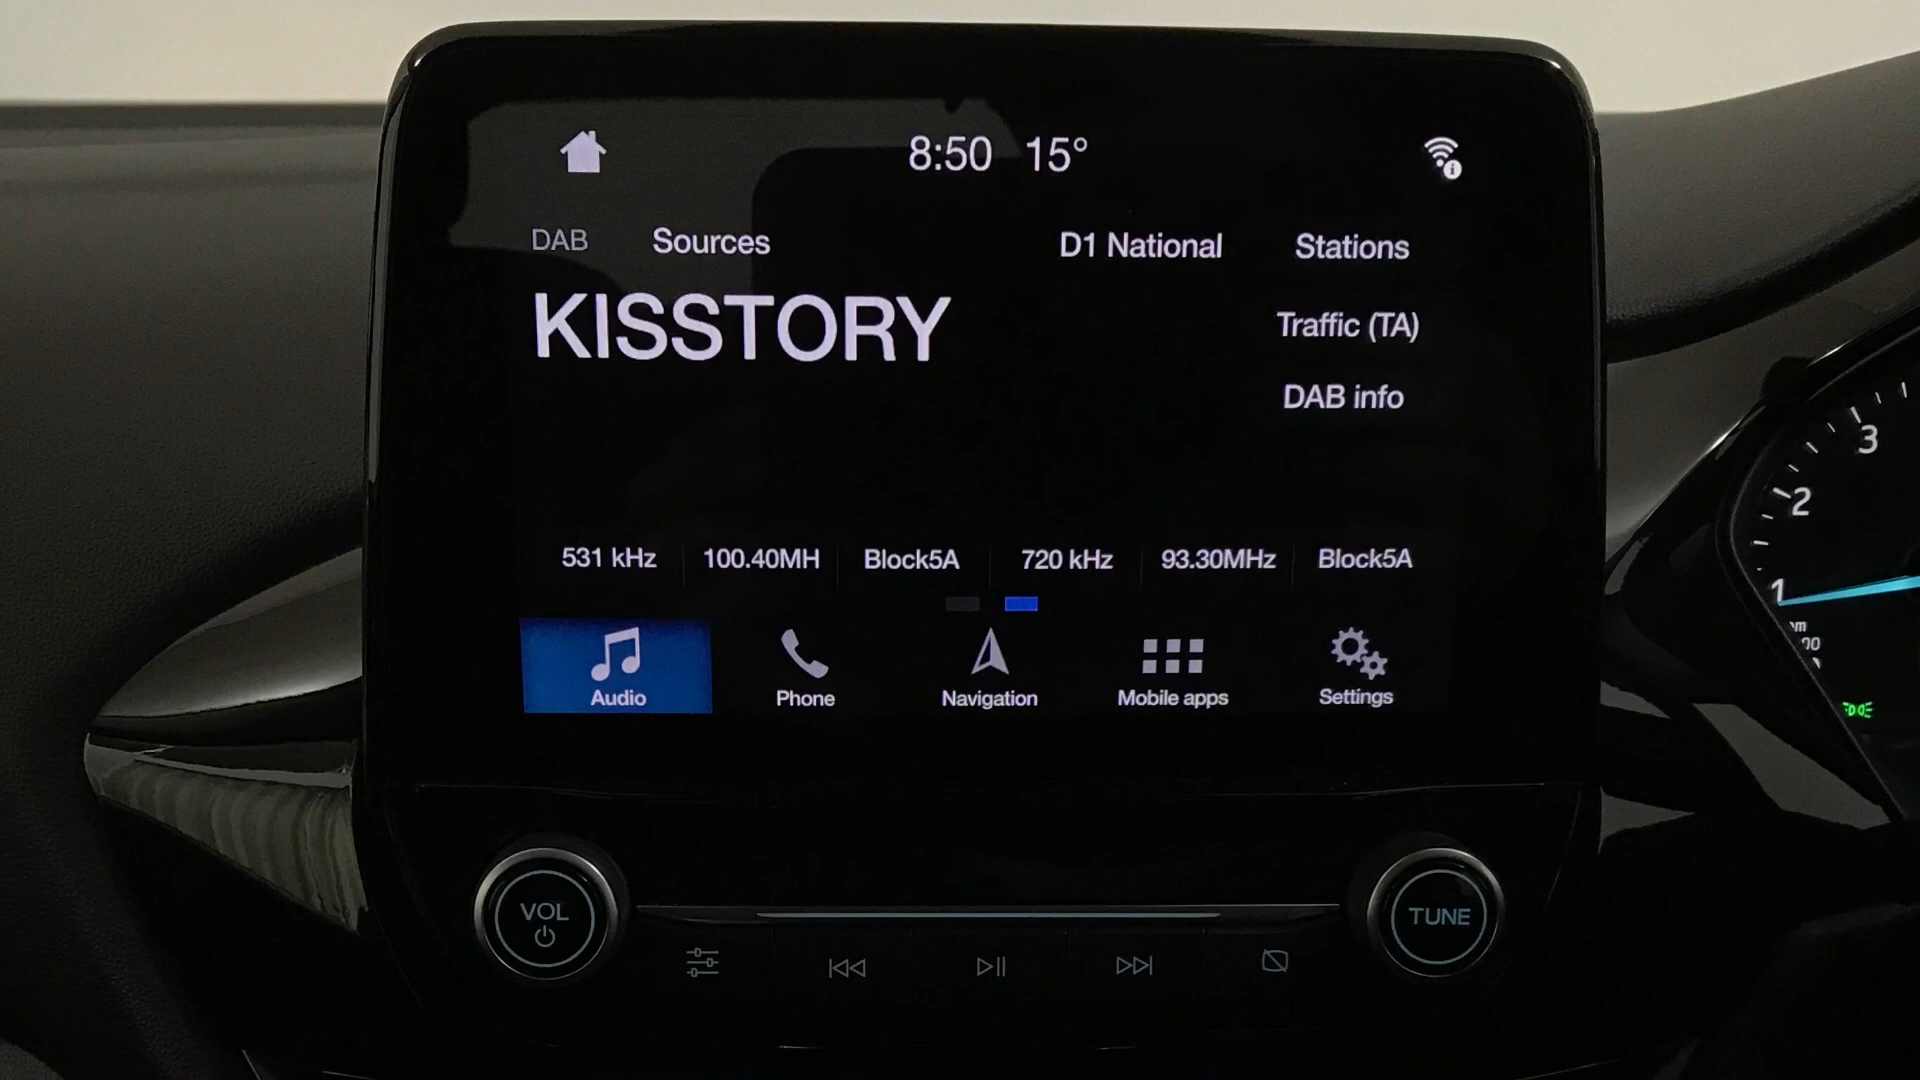 8:50 15°
DAB Sources D1 National Stations
KISSTORY
Traffic (TA)
DAB info
531 kHz 100.40MH Block5A 720 kHz 93.30MHz Block5A
Audio Phone Navigation Mobile apps Settings
VOL
TUNE
3
2
1